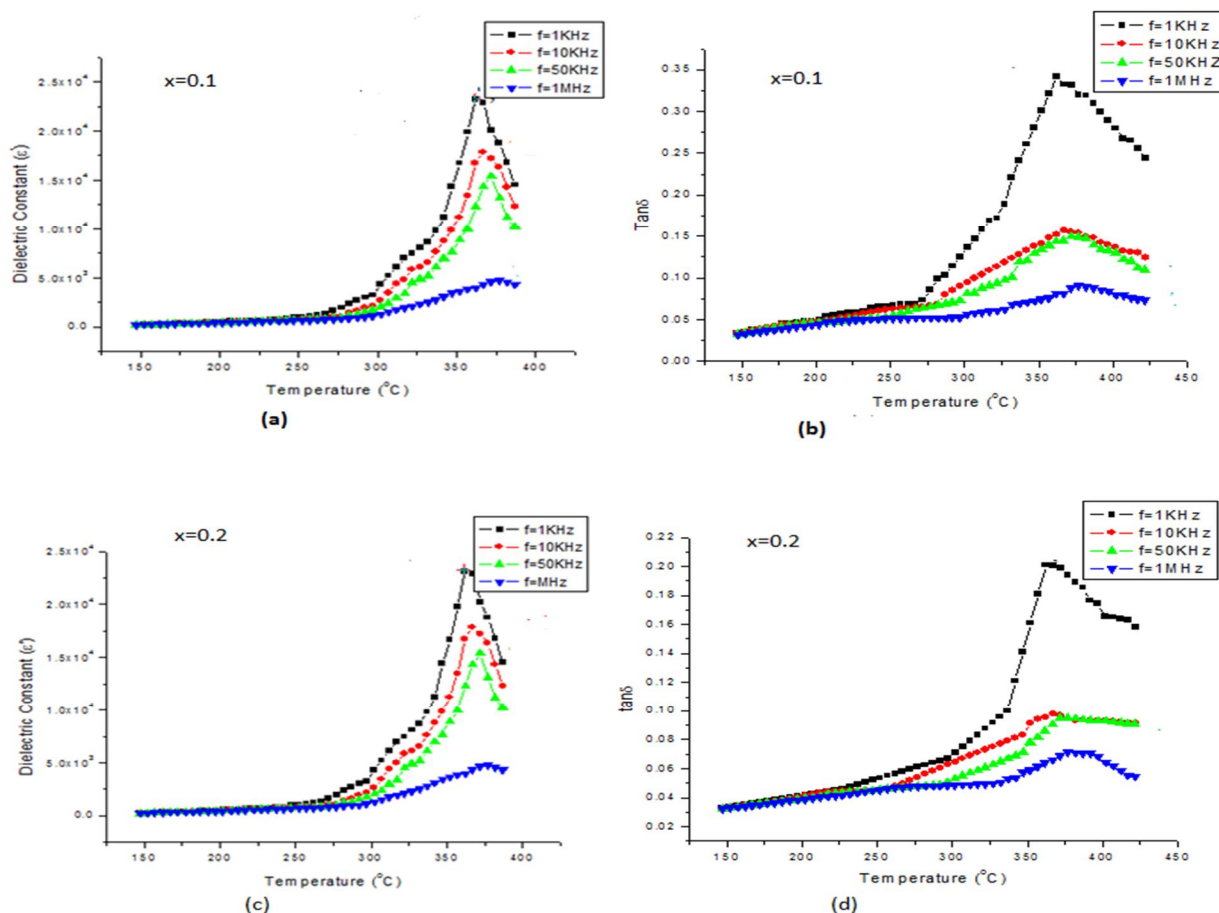 f=1KHz
f=10KHz
f=50KHz
f=1MHz
x=0.1
2.5x10⁴
2.0x10⁴
1.5x10⁴
1.0x10⁴
5.0x10³
0.0
Dielectric Constant (ε')
150 200 250 300 350 400
Temperature (°C)
(a)
f=1KHz
f=10KHz
f=50KHZ
f=1MHz
x=0.1
0.35
0.30
0.25
0.20
0.15
0.10
0.05
0.00
Tanδ
150 200 250 300 350 400 450
Temperature (°C)
(b)
f=1KHz
f=10KHz
f=50KHz
f=MHz
x=0.2
2.5x10⁴
2.0x10⁴
1.5x10⁴
1.0x10⁴
5.0x10³
0.0
Dielectric Constant (ε')
150 200 250 300 350 400
Temperature (°C)
(c)
f=1KHz
f=10KHz
f=50KHz
f=1MHz
x=0.2
0.22
0.20
0.18
0.16
0.14
0.12
0.10
0.08
0.06
0.04
0.02
tanδ
150 200 250 300 350 400 450
Temperature (°C)
(d)